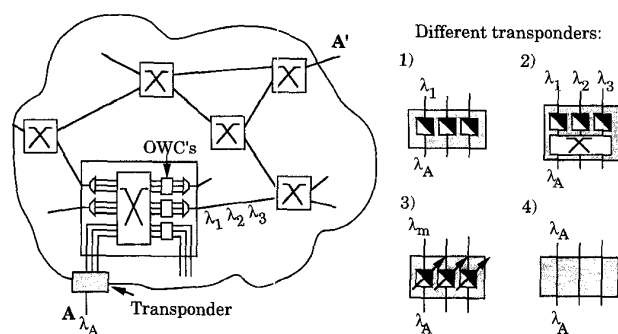 A'
OWC's
λ1 λ2 λ3
Transponder
A
λA
Different transponders:
1)
λ1
λA
2)
λ1 λ2 λ3
λA
3)
λm
λA
4)
λA
λA